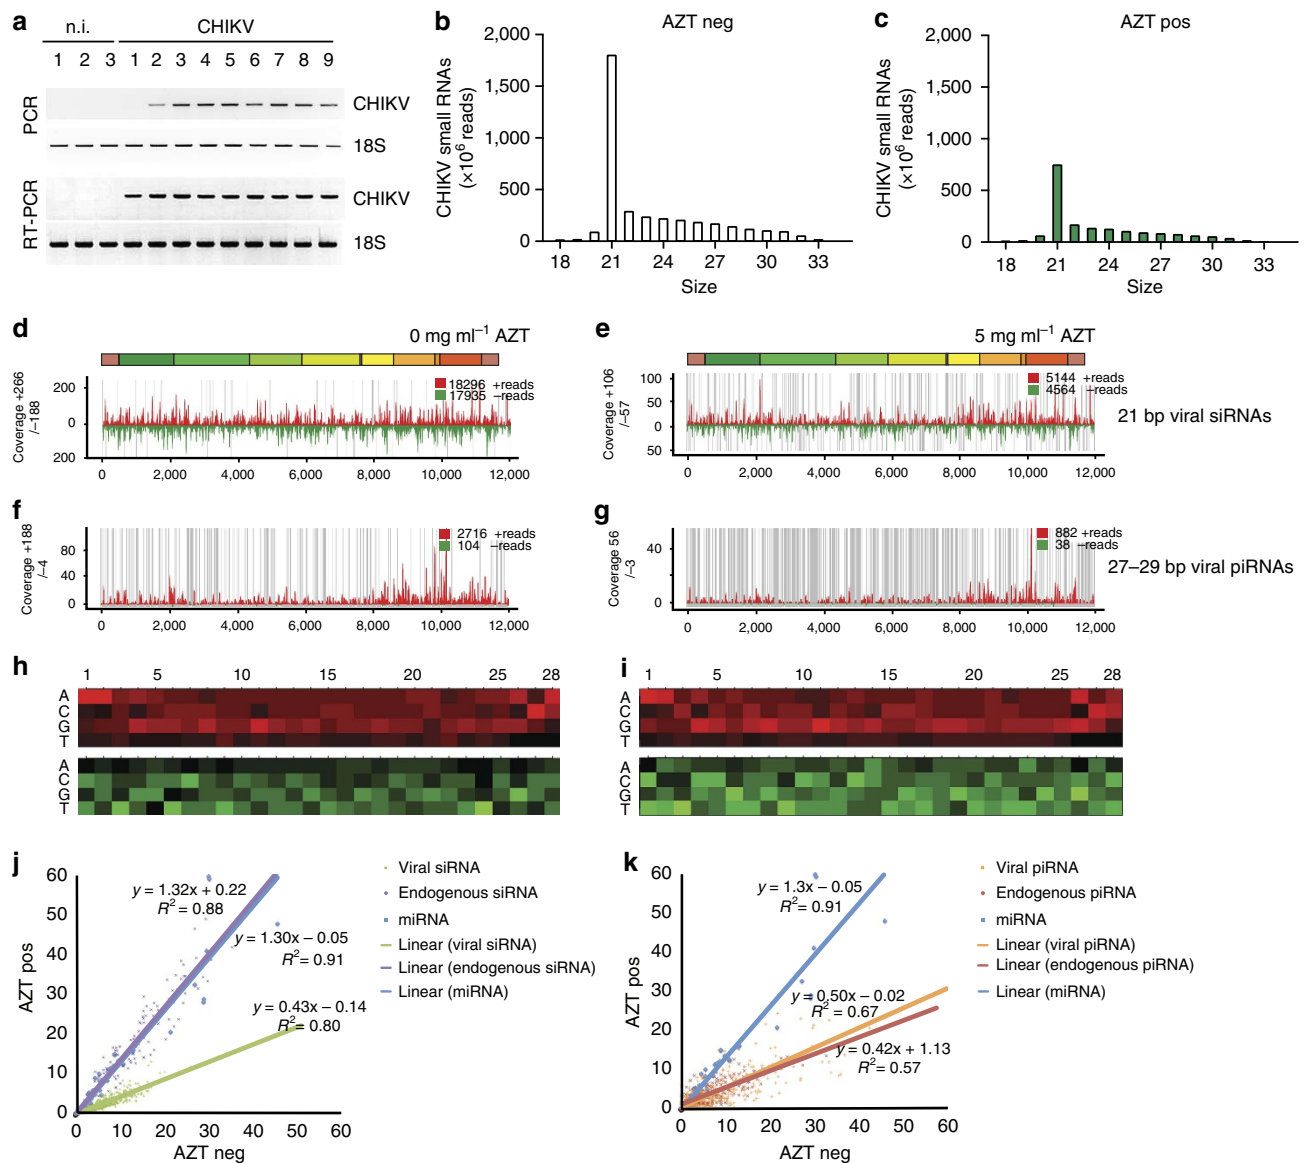 a
n.i. CHIKV
1 2 3 1 2 3 4 5 6 7 8 9
PCR
CHIKV
18S
RT-PCR
CHIKV
18S
b
AZT neg
CHIKV small RNAs
(×10⁶ reads)
2,000
1,500
1,000
500
0
18 21 24 27 30 33
Size
c
AZT pos
CHIKV small RNAs
(×10⁶ reads)
2,000
1,500
1,000
500
0
18 21 24 27 30 33
Size
d
0 mg ml⁻¹ AZT
Coverage +266
/–188
200
0
200
18296 +reads
17935 –reads
0 2,000 4,000 6,000 8,000 10,000 12,000
e
5 mg ml⁻¹ AZT
Coverage +106
/–57
100
50
0
50
5144 +reads
4564 –reads
0 2,000 4,000 6,000 8,000 10,000 12,000
21 bp viral siRNAs
f
Coverage +188
/–4
80
40
0
2716 +reads
104 –reads
0 2,000 4,000 6,000 8,000 10,000 12,000
g
Coverage 56
/–3
40
0
882 +reads
38 –reads
0 2,000 4,000 6,000 8,000 10,000 12,000
27–29 bp viral piRNAs
h
1 5 10 15 20 25 28
A
C
G
T
A
C
G
T
i
1 5 10 15 20 25 28
A
C
G
T
A
C
G
T
j
AZT pos
60
50
40
30
20
10
0
y = 1.32x + 0.22
R² = 0.88
y = 1.30x – 0.05
R² = 0.91
y = 0.43x – 0.14
R² = 0.80
0 10 20 30 40 50 60
AZT neg
Viral siRNA
Endogenous siRNA
miRNA
Linear (viral siRNA)
Linear (endogenous siRNA)
Linear (miRNA)
k
AZT pos
60
50
40
30
20
10
0
y = 1.3x – 0.05
R² = 0.91
y = 0.50x – 0.02
R² = 0.67
y = 0.42x + 1.13
R² = 0.57
0 10 20 30 40 50 60
AZT neg
Viral piRNA
Endogenous piRNA
miRNA
Linear (viral piRNA)
Linear (endogenous piRNA)
Linear (miRNA)